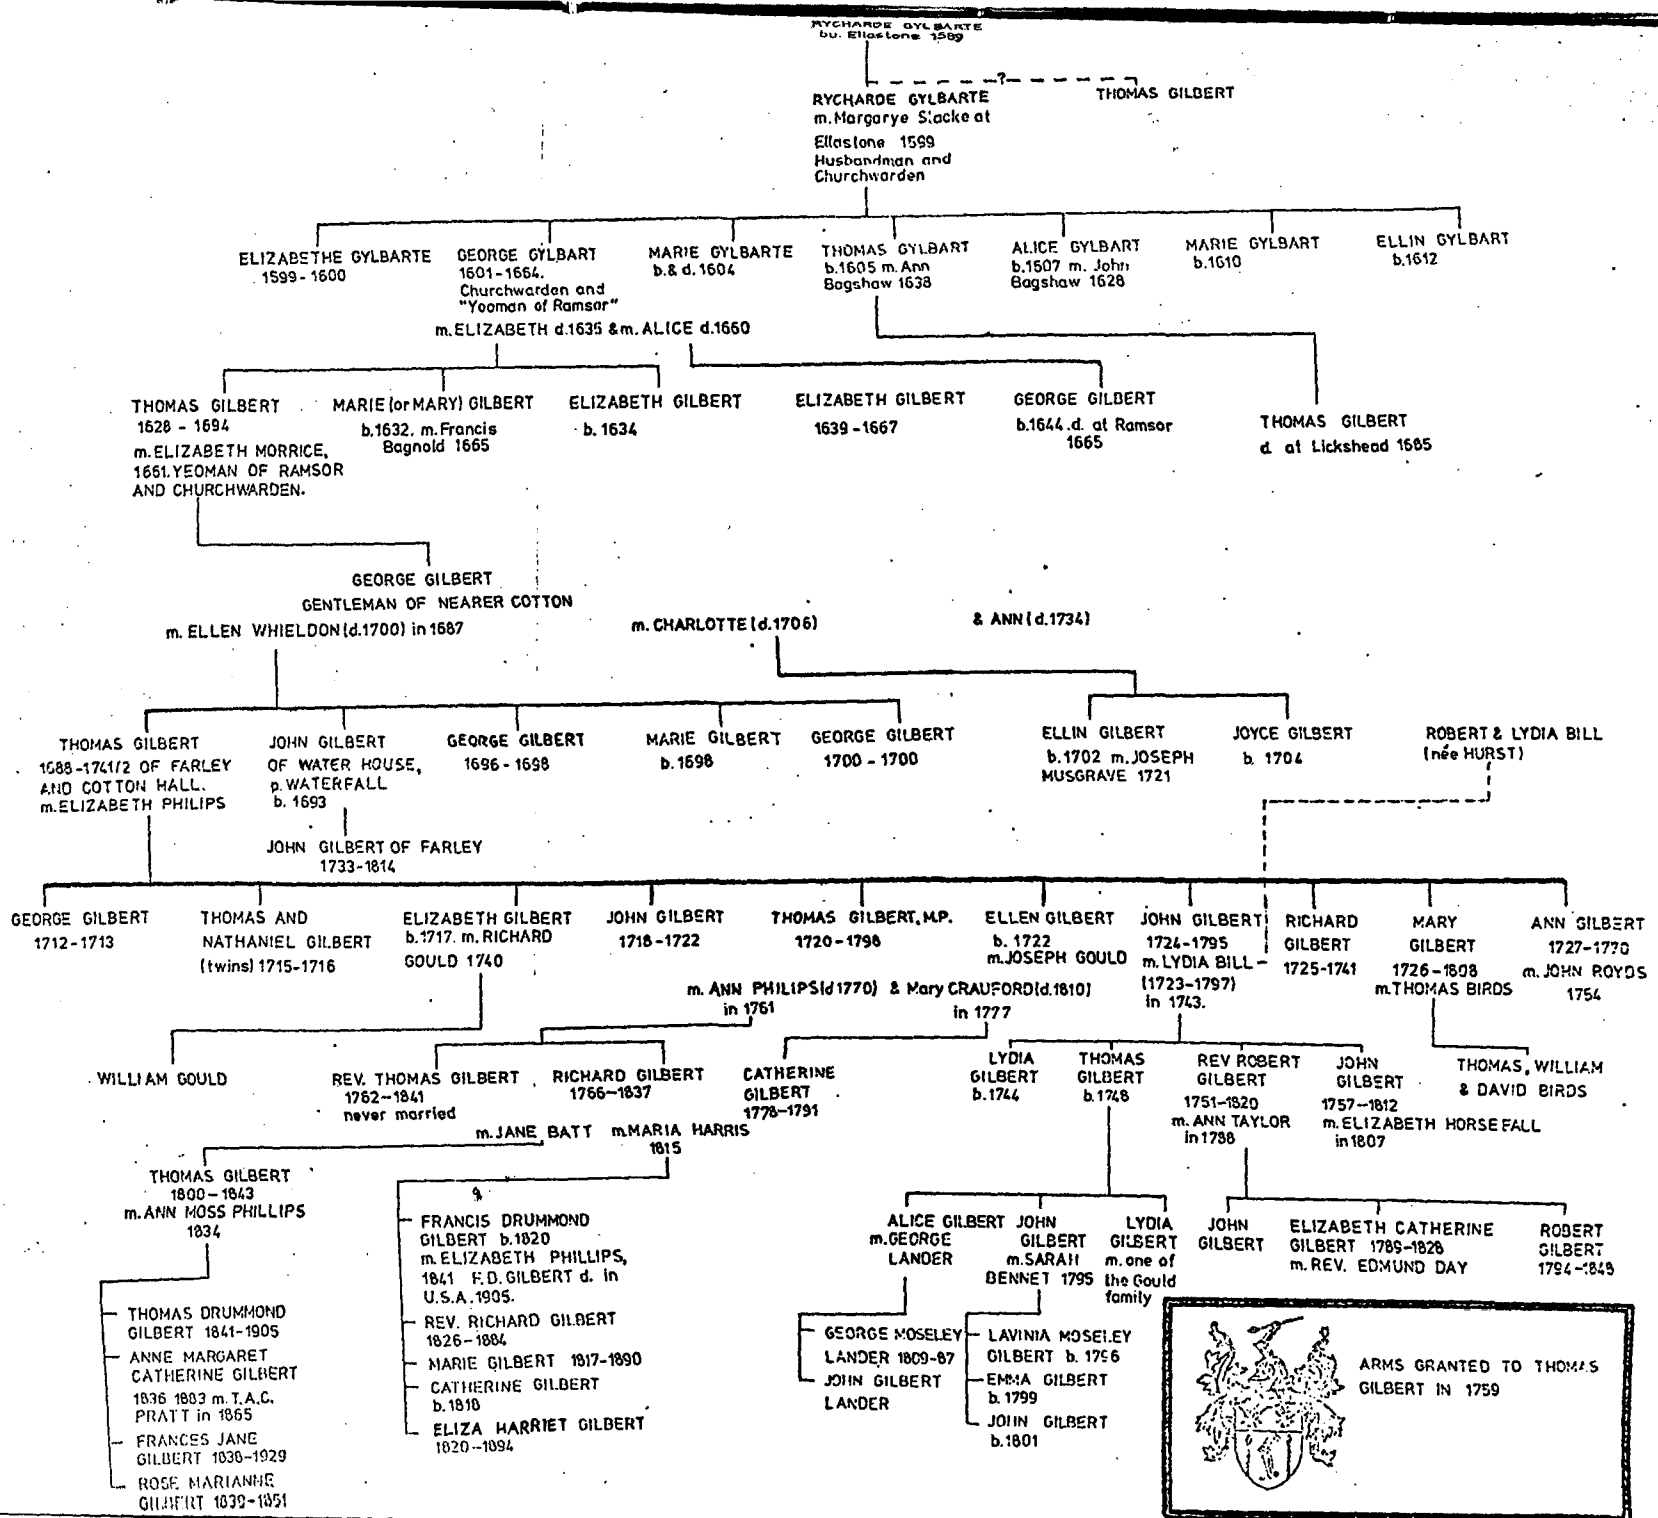 RYCHARDE GYLBARTE
bu. Ellastone 1589
?
RYCHARDE GYLBARTE
m. Margarye Slacke at
Ellastone 1599
Husbandman and
Churchwarden
THOMAS GILBERT
ELIZABETHE GYLBARTE
1599-1600
GEORGE GYLBART
1601-1664.
Churchwarden and
"Yeoman of Ramsor"
m. ELIZABETH d.1635 & m. ALICE d.1660
MARIE GYLBARTE
b.& d. 1604
THOMAS GYLBART
b.1605 m. Ann
Bagshaw 1638
ALICE GYLBART
b.1507 m. John
Bagshaw 1628
MARIE GYLBART
b.1610
ELLIN GYLBART
b.1612
THOMAS GILBERT
1628 - 1694
m. ELIZABETH MORRICE,
1661. YEOMAN OF RAMSOR
AND CHURCHWARDEN.
MARIE (or MARY) GILBERT
b.1632. m. Francis
Bagnold 1665
ELIZABETH GILBERT
b. 1634
ELIZABETH GILBERT
1639-1667
GEORGE GILBERT
b.1644. d. at Ramsor
1665
THOMAS GILBERT
d. at Lickshead 1685
GEORGE GILBERT
GENTLEMAN OF NEARER COTTON
m. ELLEN WHIELDON (d.1700) in 1687
m. CHARLOTTE (d.1706)
& ANN (d.1734)
THOMAS GILBERT
1688-1741/2 OF FARLEY
AND COTTON HALL.
m. ELIZABETH PHILIPS
JOHN GILBERT
OF WATER HOUSE,
p. WATERFALL
b. 1693
GEORGE GILBERT
1696-1698
MARIE GILBERT
b.1698
GEORGE GILBERT
1700-1700
ELLIN GILBERT
b.1702 m. JOSEPH
MUSGRAVE 1721
JOYCE GILBERT
b. 1704
ROBERT & LYDIA BILL
(née HURST)
JOHN GILBERT OF FARLEY
1733-1814
GEORGE GILBERT
1712-1713
THOMAS AND
NATHANIEL GILBERT
(twins) 1715-1716
ELIZABETH GILBERT
b.1717. m. RICHARD
GOULD 1740
JOHN GILBERT
1718-1722
THOMAS GILBERT, M.P.
1720-1798
ELLEN GILBERT
b. 1722
m. JOSEPH GOULD
JOHN GILBERT
1724-1795
m. LYDIA BILL
(1723-1797)
in 1743.
RICHARD
GILBERT
1725-1741
MARY
GILBERT
1726-1808
m. THOMAS BIRDS
ANN GILBERT
1727-1770
m. JOHN ROYDS
1754
m. ANN PHILIPS (d 1770) & Mary CRAUFORD (d.1810)
in 1761
in 1777
WILLIAM GOULD
REV. THOMAS GILBERT
1762-1841
never married
RICHARD GILBERT
1766-1837
CATHERINE
GILBERT
1778-1791
LYDIA
GILBERT
b.1744
THOMAS
GILBERT
b.1748
REV ROBERT
GILBERT
1751-1820
m. ANN TAYLOR
in 1788
JOHN
GILBERT
1757-1812
m. ELIZABETH HORSEFALL
in 1807
THOMAS, WILLIAM
& DAVID BIRDS
m. JANE BATT
m. MARIA HARRIS
1815
THOMAS GILBERT
1800-1843
m. ANN MOSS PHILLIPS
1834
FRANCIS DRUMMOND
GILBERT b.1820
m. ELIZABETH PHILLIPS,
1841 F.D. GILBERT d. in
U.S.A. 1905.
REV. RICHARD GILBERT
1826-1884
MARIE GILBERT 1817-1890
CATHERINE GILBERT
b.1818
ELIZA HARRIET GILBERT
1820-1894
ALICE GILBERT
m. GEORGE
LANDER
JOHN
GILBERT
m. SARAH
BENNET 1795
LYDIA
GILBERT
m. one of
the Gould
family
JOHN
GILBERT
ELIZABETH CATHERINE
GILBERT 1789-1828
m. REV. EDMUND DAY
ROBERT
GILBERT
1794-1848
THOMAS DRUMMOND
GILBERT 1841-1905
ANNE MARGARET
CATHERINE GILBERT
1836 1883 m. T.A.C.
PRATT in 1865
FRANCES JANE
GILBERT 1838-1929
ROSE MARIANNE
GILBERT 1839-1851
GEORGE MOSELEY
LANDER 1809-87
JOHN GILBERT
LANDER
LAVINIA MOSELEY
GILBERT b. 1796
EMMA GILBERT
b.1799
JOHN GILBERT
b.1801
ARMS GRANTED TO THOMAS
GILBERT IN 1759